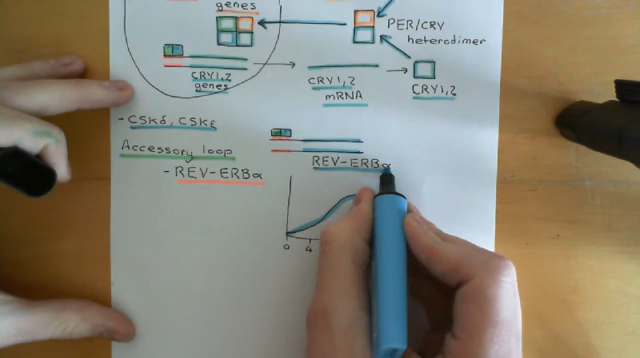 genes
PER/CRY
heterodimer
CRY1,2
genes
CRY1,2
mRNA
CRY1,2
- CSKδ, CSKε
Accessory loop
- REV-ERBα
REV-ERBα
0 4